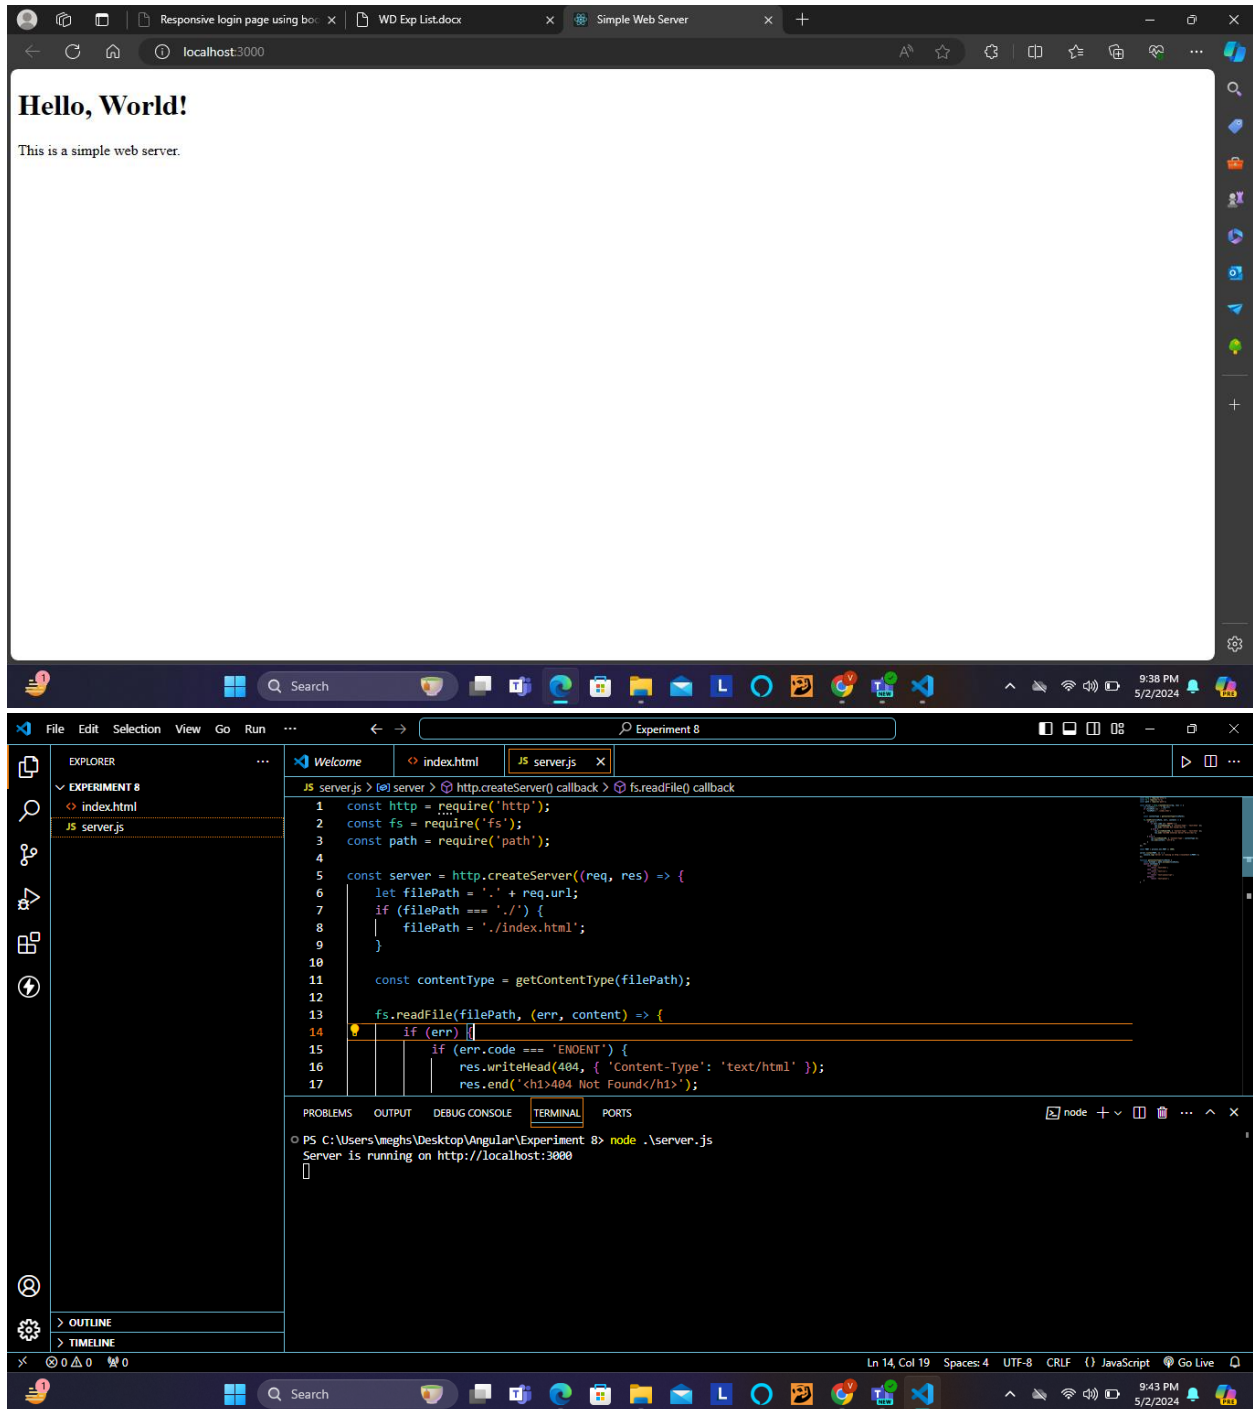 Responsive login page using boo
WD Exp List.docx
Simple Web Server
localhost:3000
Hello, World!
This is a simple web server.
Search
9:38 PM
5/2/2024
File Edit Selection View Go Run
Experiment 8
EXPLORER
EXPERIMENT 8
index.html
JS server.js
Welcome
index.html
JS server.js
JS server.js > server > http.createServer() callback > fs.readFile() callback
1 const http = require('http');
2 const fs = require('fs');
3 const path = require('path');
4
5 const server = http.createServer((req, res) => {
6 let filePath = '.' + req.url;
7 if (filePath === './') {
8 filePath = './index.html';
9 }
10
11 const contentType = getContentType(filePath);
12
13 fs.readFile(filePath, (err, content) => {
14 if (err) {
15 if (err.code === 'ENOENT') {
16 res.writeHead(404, { 'Content-Type': 'text/html' });
17 res.end('<h1>404 Not Found</h1>');
PROBLEMS OUTPUT DEBUG CONSOLE TERMINAL PORTS
node
PS C:\Users\meghs\Desktop\Angular\Experiment 8> node .\server.js
Server is running on http://localhost:3000
OUTLINE
TIMELINE
0 0 0
Ln 14, Col 19 Spaces: 4 UTF-8 CRLF {} JavaScript Go Live
Search
9:43 PM
5/2/2024